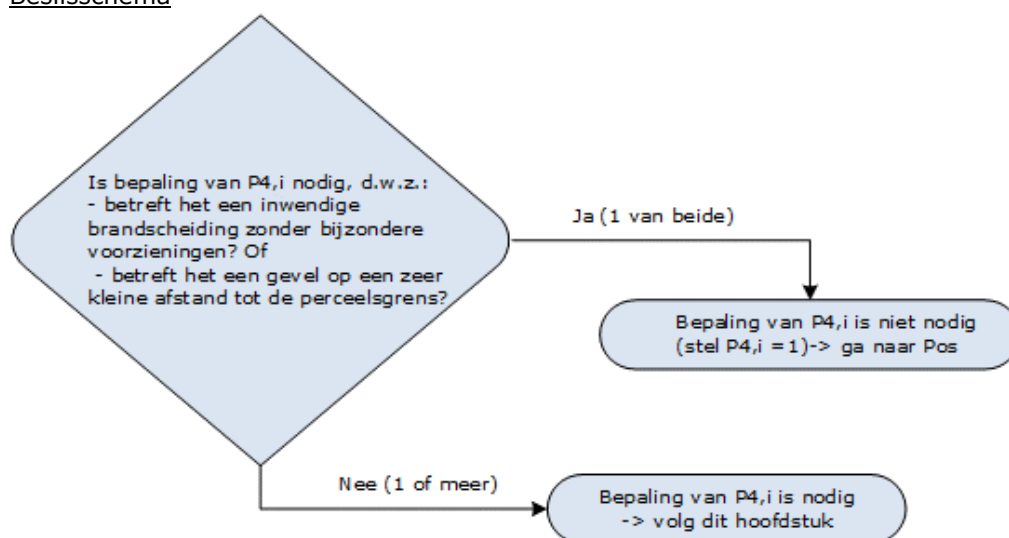 Beslisschema
Is bepaling van P4,i nodig, d.w.z.:
- betreft het een inwendige
brandscheiding zonder bijzondere
voorzieningen? Of
- betreft het een gevel op een zeer
kleine afstand tot de perceelsgrens?
Ja (1 van beide)
Bepaling van P4,i is niet nodig
(stel P4,i =1)-> ga naar Pos
Nee (1 of meer)
Bepaling van P4,i is nodig
-> volg dit hoofdstuk